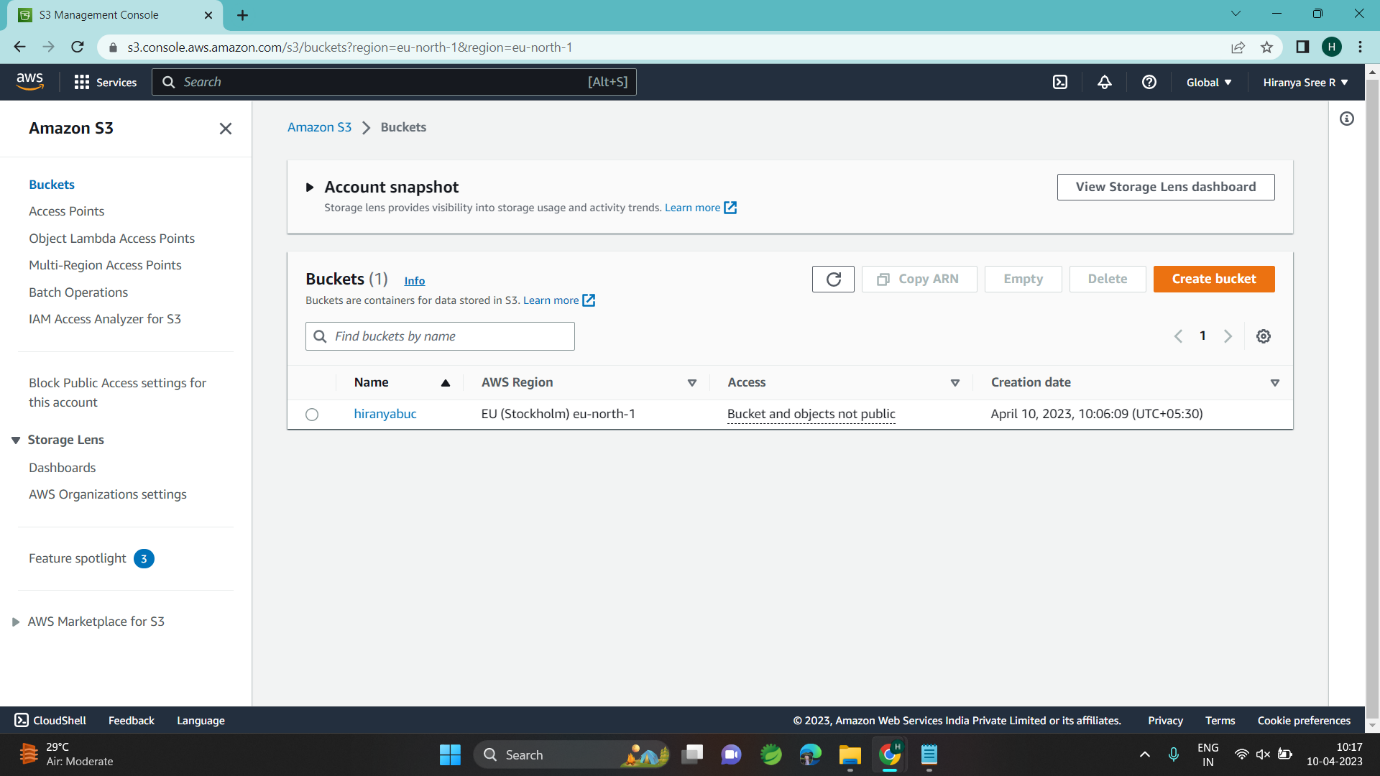 S3 Management Console
s3.console.aws.amazon.com/s3/buckets?region=eu-north-1&region=eu-north-1
H
aws
Services
Search
[Alt+S]
Global
Hiranya Sree R
Amazon S3
Buckets
Access Points
Object Lambda Access Points
Multi-Region Access Points
Batch Operations
IAM Access Analyzer for S3
Block Public Access settings for
this account
Storage Lens
Dashboards
AWS Organizations settings
Feature spotlight 3
AWS Marketplace for S3
Amazon S3 > Buckets
Account snapshot
Storage lens provides visibility into storage usage and activity trends. Learn more
View Storage Lens dashboard
Buckets (1) Info
Buckets are containers for data stored in S3. Learn more
Copy ARN
Empty
Delete
Create bucket
Find buckets by name
1
Name AWS Region Access Creation date
hiranyabuc EU (Stockholm) eu-north-1 Bucket and objects not public April 10, 2023, 10:06:09 (UTC+05:30)
CloudShell Feedback Language © 2023, Amazon Web Services India Private Limited or its affiliates. Privacy Terms Cookie preferences
29°C
Air: Moderate
Search
H
ENG
IN
10:17
10-04-2023